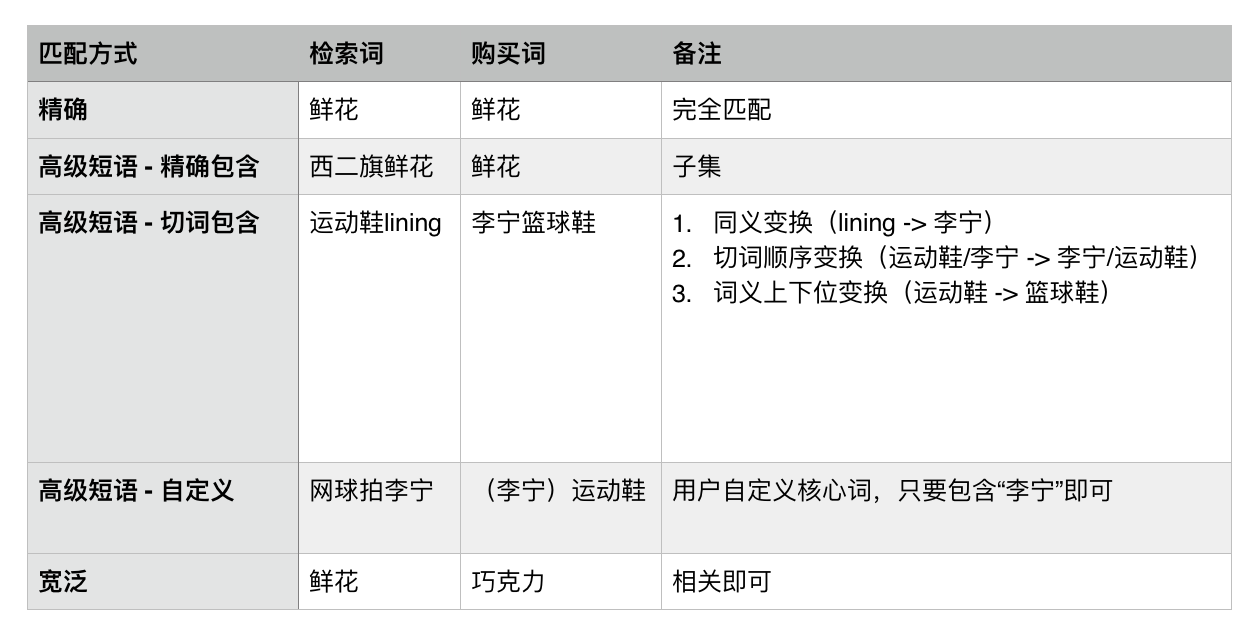 匹配方式 检索词 购买词 备注
精确 鲜花 鲜花 完全匹配
高级短语 - 精确包含 西二旗鲜花 鲜花 子集
高级短语 - 切词包含 运动鞋lining 李宁篮球鞋 1. 同义变换（lining -> 李宁）
2. 切词顺序变换（运动鞋/李宁 -> 李宁/运动鞋）
3. 词义上下位变换（运动鞋 -> 篮球鞋）
高级短语 - 自定义 网球拍李宁 （李宁）运动鞋 用户自定义核心词，只要包含“李宁”即可
宽泛 鲜花 巧克力 相关即可